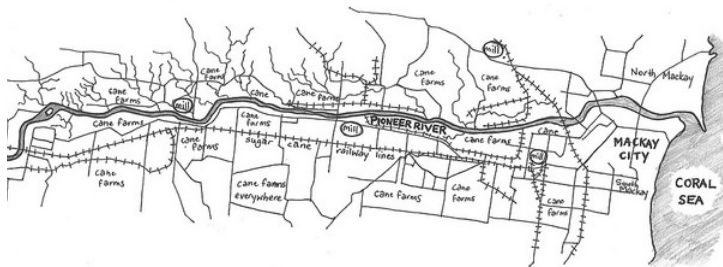 mill
North Mackay
cane
farms
cane
farms
cane
farms
cane
farms
cane
cane farms
mill
cane farms
cane
farms
mill
PIONEER RIVER
cane farms
cane
MACKAY
CITY
cane
farms
sugar cane railway lines
mill
cane
farms
cane farms
everywhere
cane farms
cane
farms
cane
farms
South
Mackay
CORAL
SEA